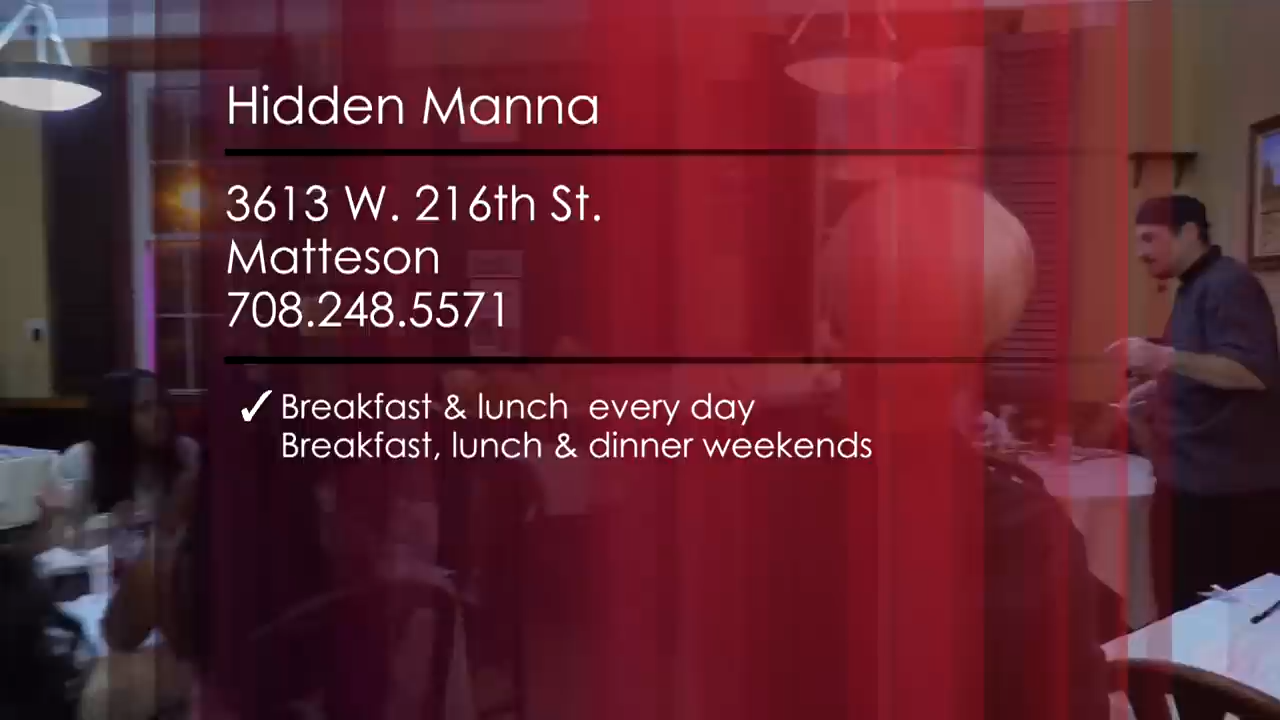 Hidden Manna
3613 W. 216th St.
Matteson
708.248.5571
✓ Breakfast & lunch  every day
Breakfast, lunch & dinner weekends